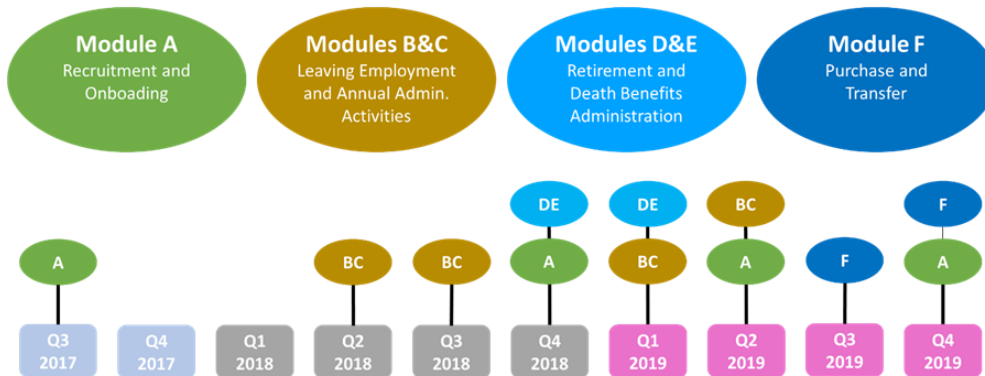 Module A
Recruitment and
Onboading
Modules B&C
Leaving Employment
and Annual Admin.
Activities
Modules D&E
Retirement and
Death Benefits
Administration
Module F
Purchase and
Transfer
DE
DE
BC
F
A
BC
BC
A
BC
A
F
A
Q3
2017
Q4
2017
Q1
2018
Q2
2018
Q3
2018
Q4
2018
Q1
2019
Q2
2019
Q3
2019
Q4
2019